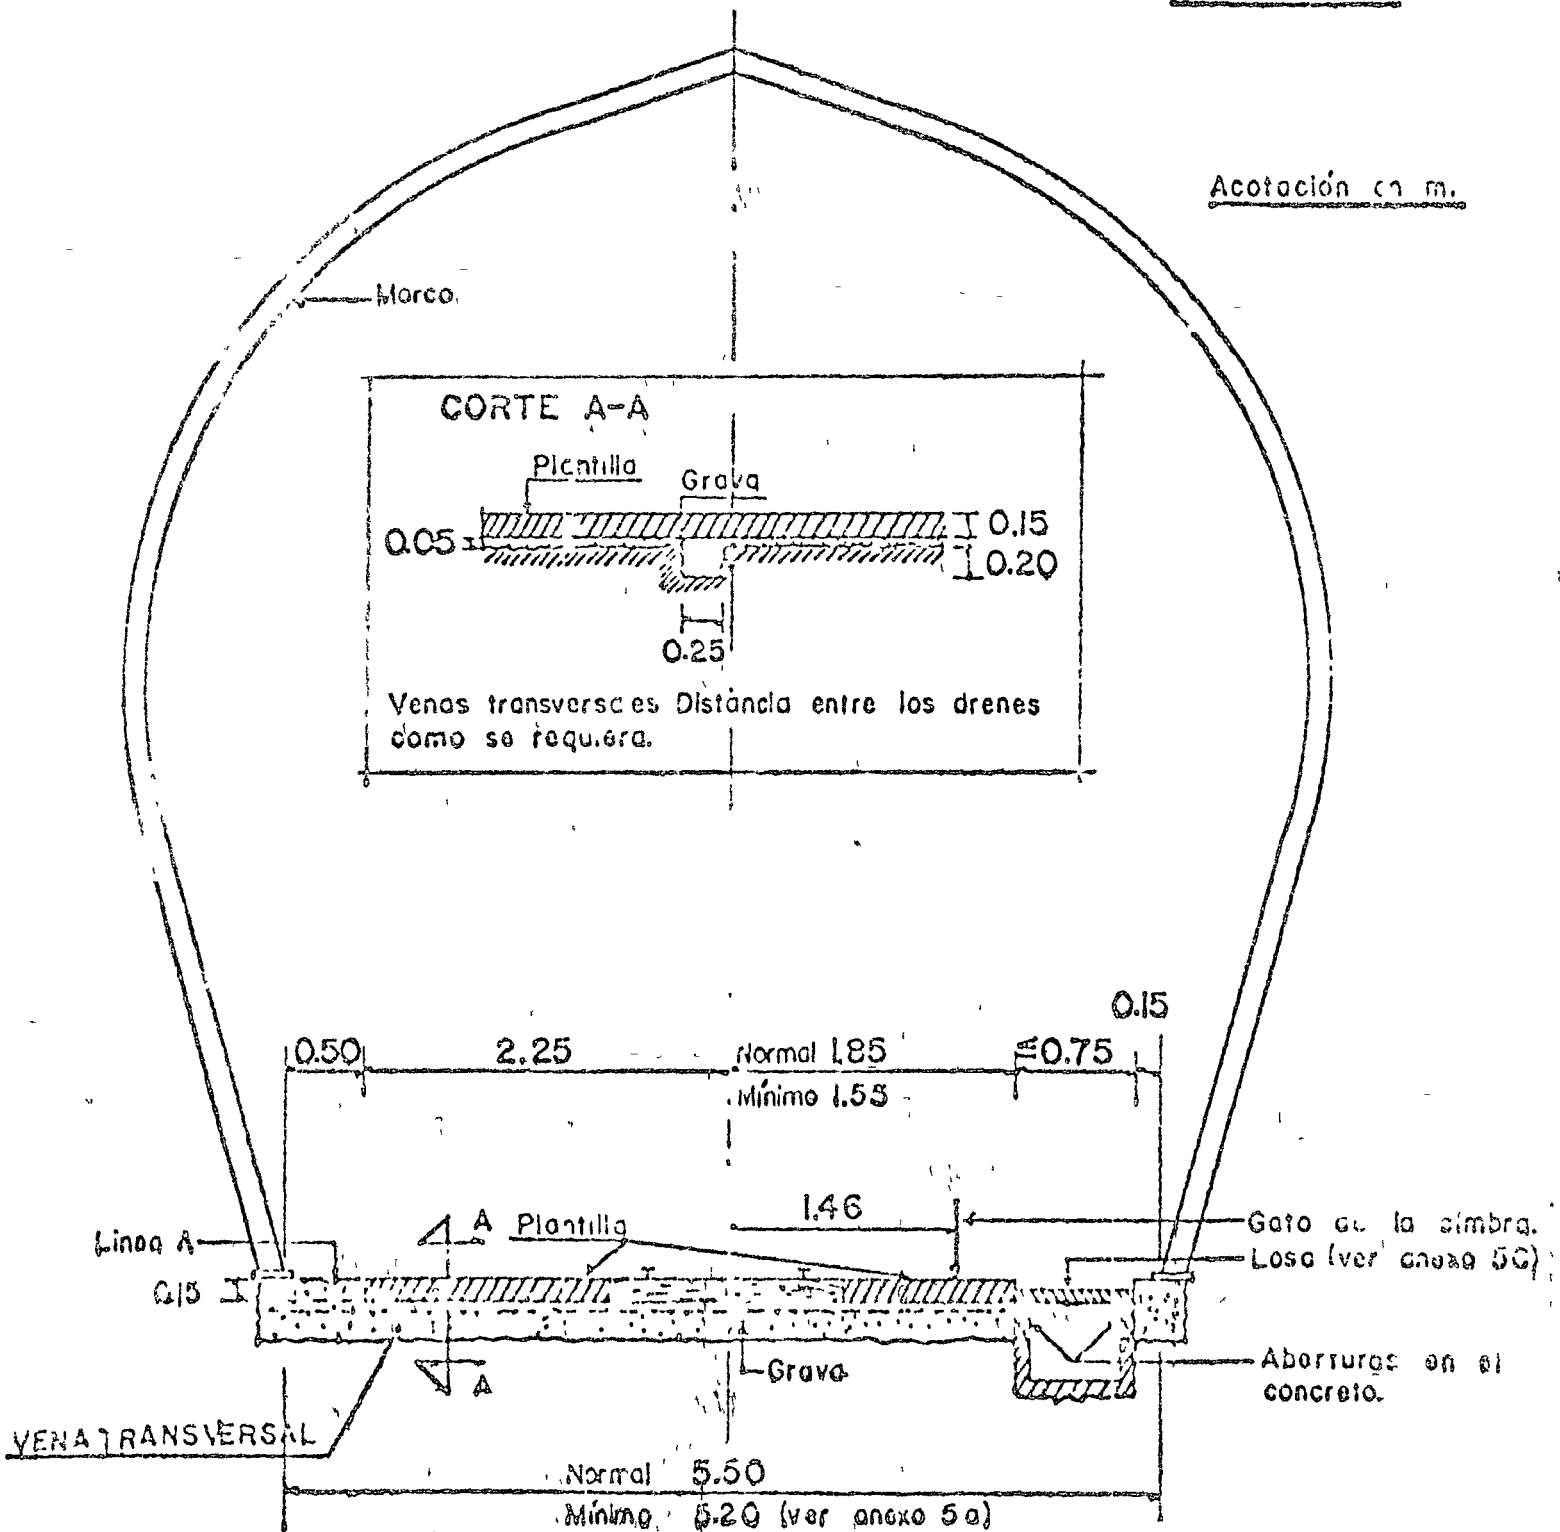 Acotación en m.
Marco.
CORTE A-A
Plantilla
Grava
0.05
0.15
0.20
0.25
Venas transversales Distáncia entre los drenes
como se requiera.
0.15
0.50
2.25
Normal 1.85
≅0.75
Mínimo 1.55
1.46
A
Plantilla
Linea A
Gato de la cimbra.
Losa (ver anexo 5C)
0.15
Grava
A
Aberturas en el
concreto.
VENA TRANSVERSAL
Normal 5.50
Mínimo 5.20 (ver anexo 5a)